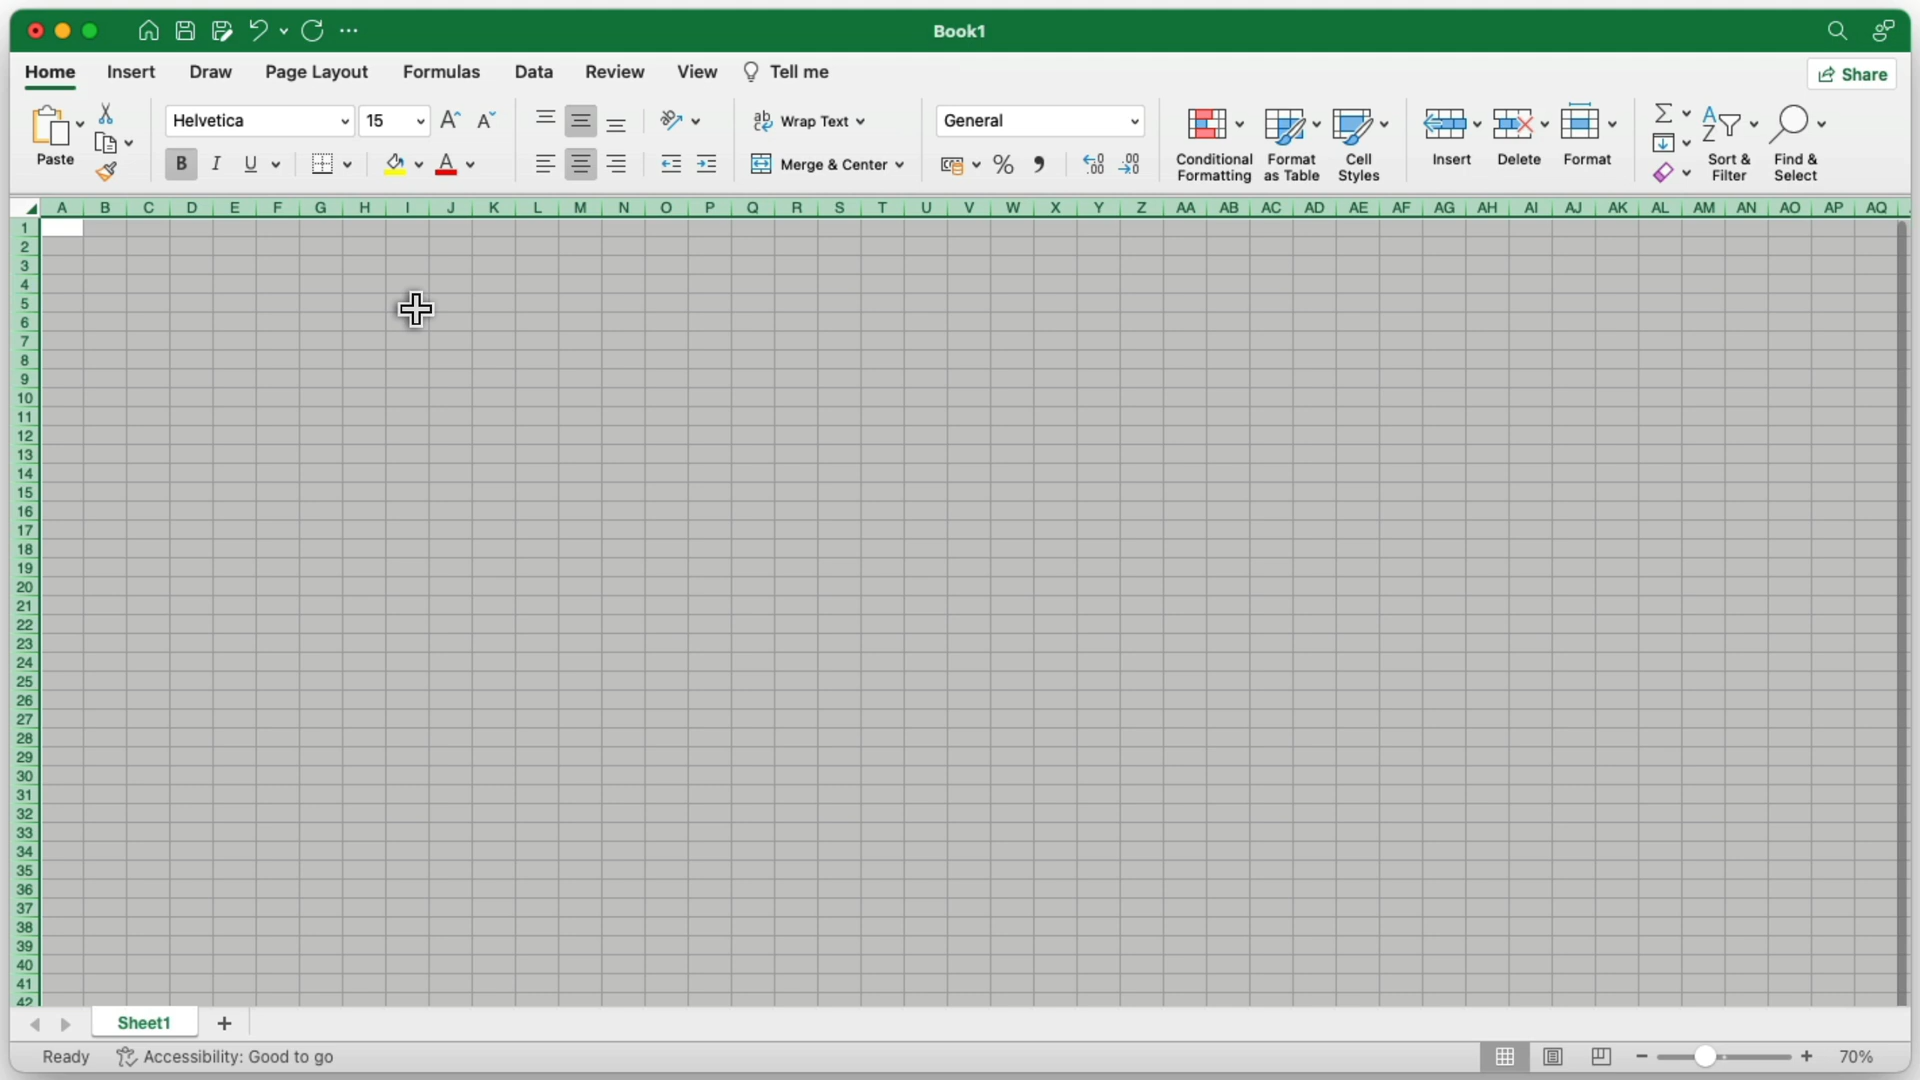 Book1
Home Insert Draw Page Layout Formulas Data Review View Tell me Share
Paste
Helvetica 15
B I U A
ab Wrap Text
Merge & Center
General
% 9
Conditional Formatting
Format as Table
Cell Styles
Insert
Delete
Format
Sort & Filter
Find & Select
A B C D E F G H I J K L M N O P Q R S T U V W X Y Z AA AB AC AD AE AF AG AH AI AJ AK AL AM AN AO AP AQ
1
2
3
4
5
6
7
8
9
10
11
12
13
14
15
16
17
18
19
20
21
22
23
24
25
26
27
28
29
30
31
32
33
34
35
36
37
38
39
40
41
42
Sheet1 +
Ready Accessibility: Good to go 70%